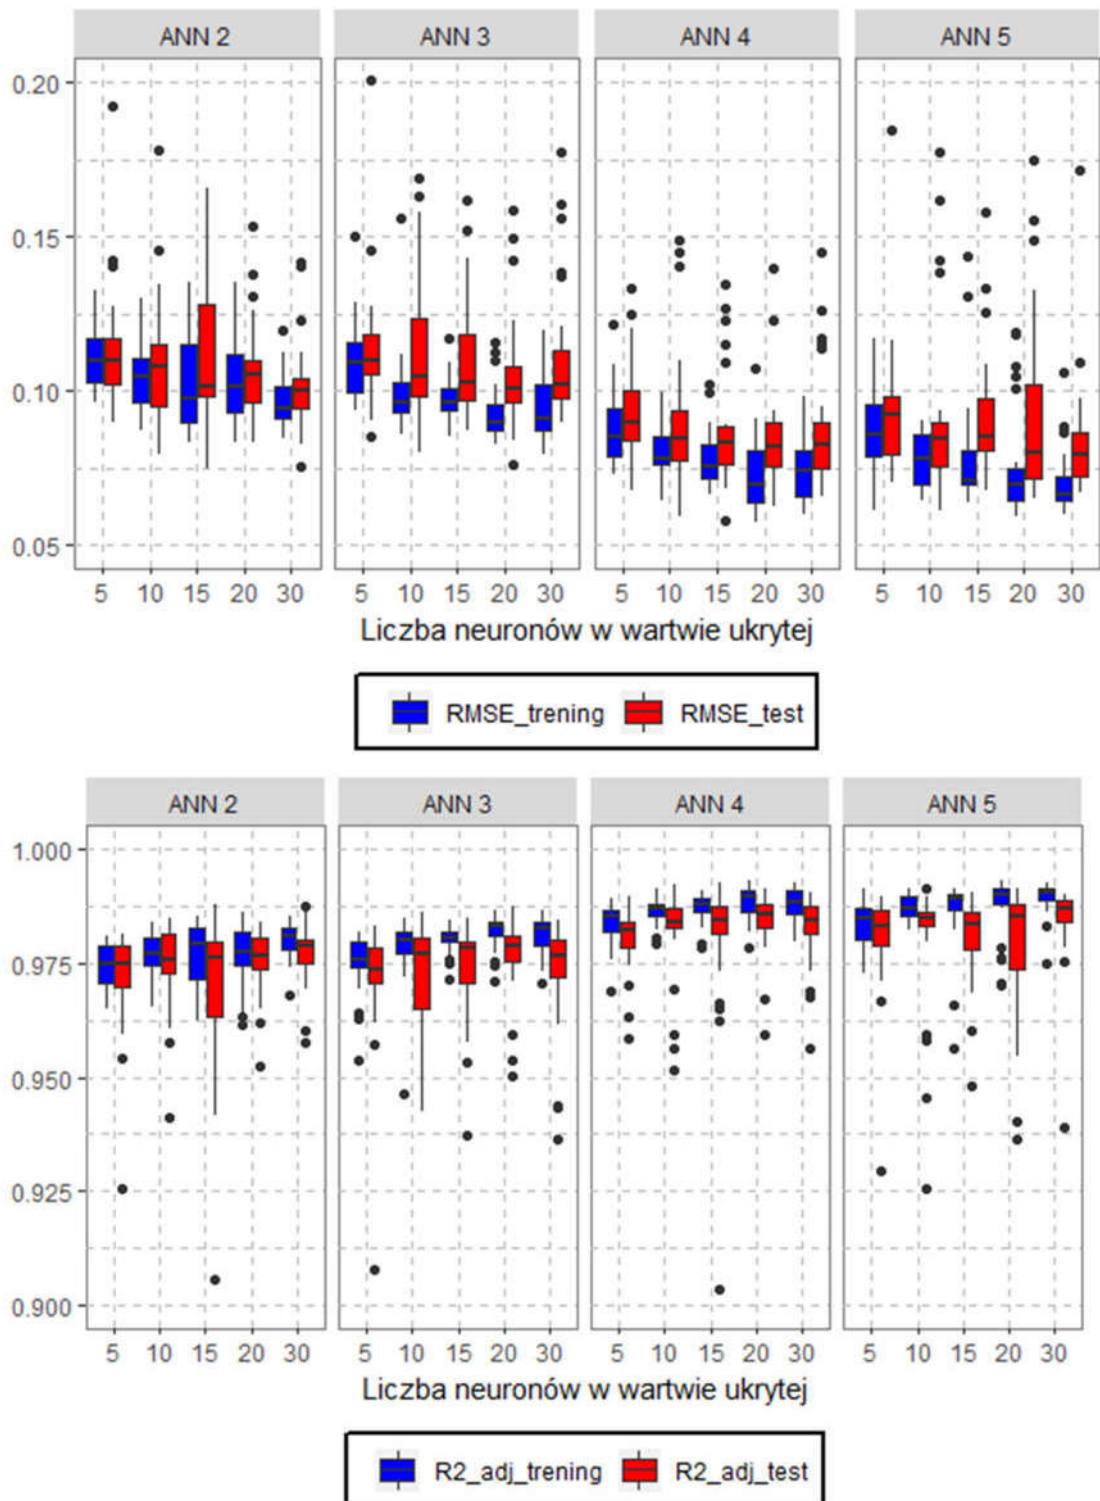 ANN 2 ANN 3 ANN 4 ANN 5
0.20
0.15
0.10
0.05
5 10 15 20 30 5 10 15 20 30 5 10 15 20 30 5 10 15 20 30
Liczba neuronów w wartwie ukrytej
RMSE_trening RMSE_test
ANN 2 ANN 3 ANN 4 ANN 5
1.000
0.975
0.950
0.925
0.900
5 10 15 20 30 5 10 15 20 30 5 10 15 20 30 5 10 15 20 30
Liczba neuronów w wartwie ukrytej
R2_adj_trening R2_adj_test